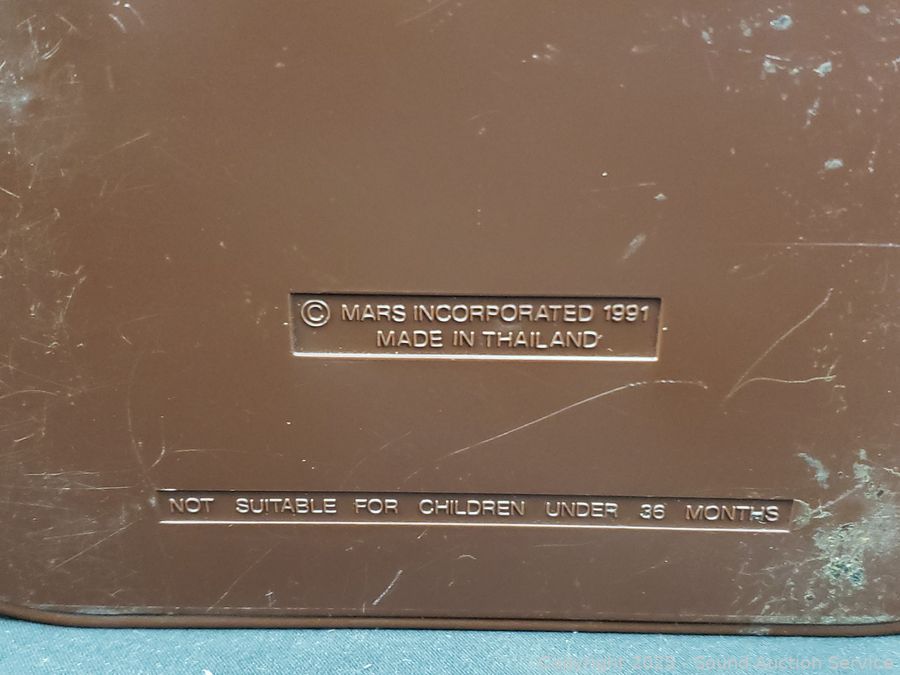 © MARS INCORPORATED 1991
MADE IN THAILAND
NOT SUITABLE FOR CHILDREN UNDER 36 MONTHS
Copyright 2023 - Sound Auction Service